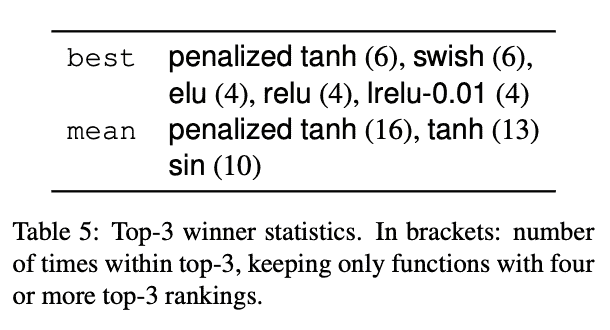 best penalized tanh (6), swish (6),
elu (4), relu (4), lrelu-0.01 (4)
mean penalized tanh (16), tanh (13)
sin (10)
Table 5: Top-3 winner statistics. In brackets: number
of times within top-3, keeping only functions with four
or more top-3 rankings.